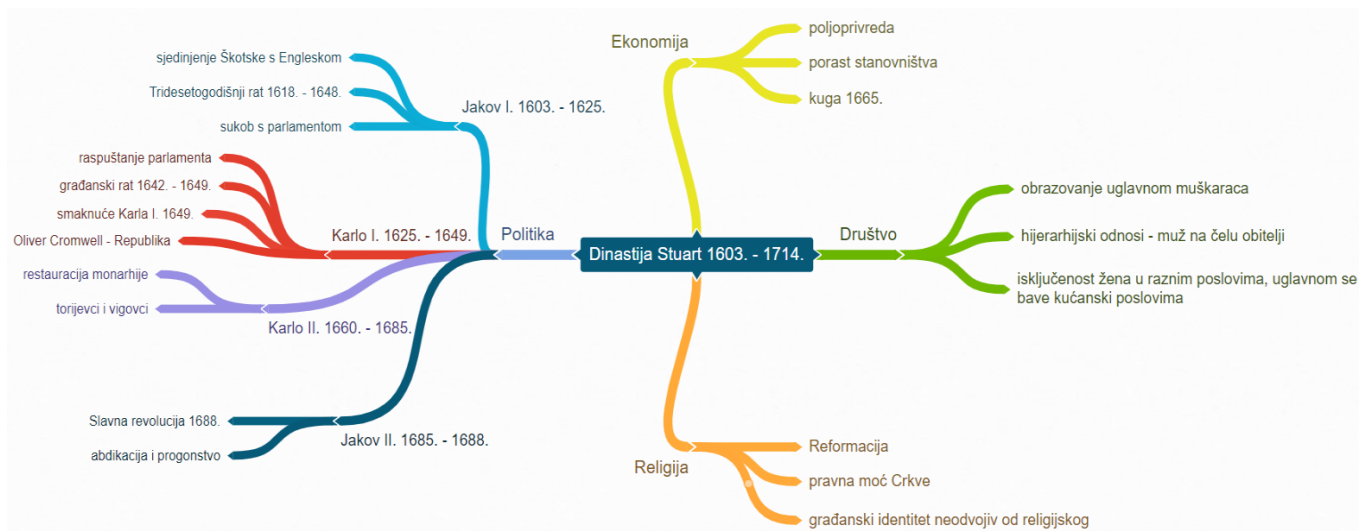 Dinastija Stuart 1603. - 1714.
Politika
Jakov I. 1603. - 1625.
sjedinjenje Škotske s Engleskom
Tridesetogodišnji rat 1618. - 1648.
sukob s parlamentom
Karlo I. 1625. - 1649.
raspuštanje parlamenta
građanski rat 1642. - 1649.
smaknuće Karla I. 1649.
Oliver Cromwell - Republika
Karlo II. 1660. - 1685.
restauracija monarhije
torijevci i vigovci
Jakov II. 1685. - 1688.
Slavna revolucija 1688.
abdikacija i progonstvo
Ekonomija
poljoprivreda
porast stanovništva
kuga 1665.
Društvo
obrazovanje uglavnom muškaraca
hijerarhijski odnosi - muž na čelu obitelji
isključenost žena u raznim poslovima, uglavnom se
bave kućanski poslovima
Religija
Reformacija
pravna moć Crkve
građanski identitet neodvojiv od religijskog